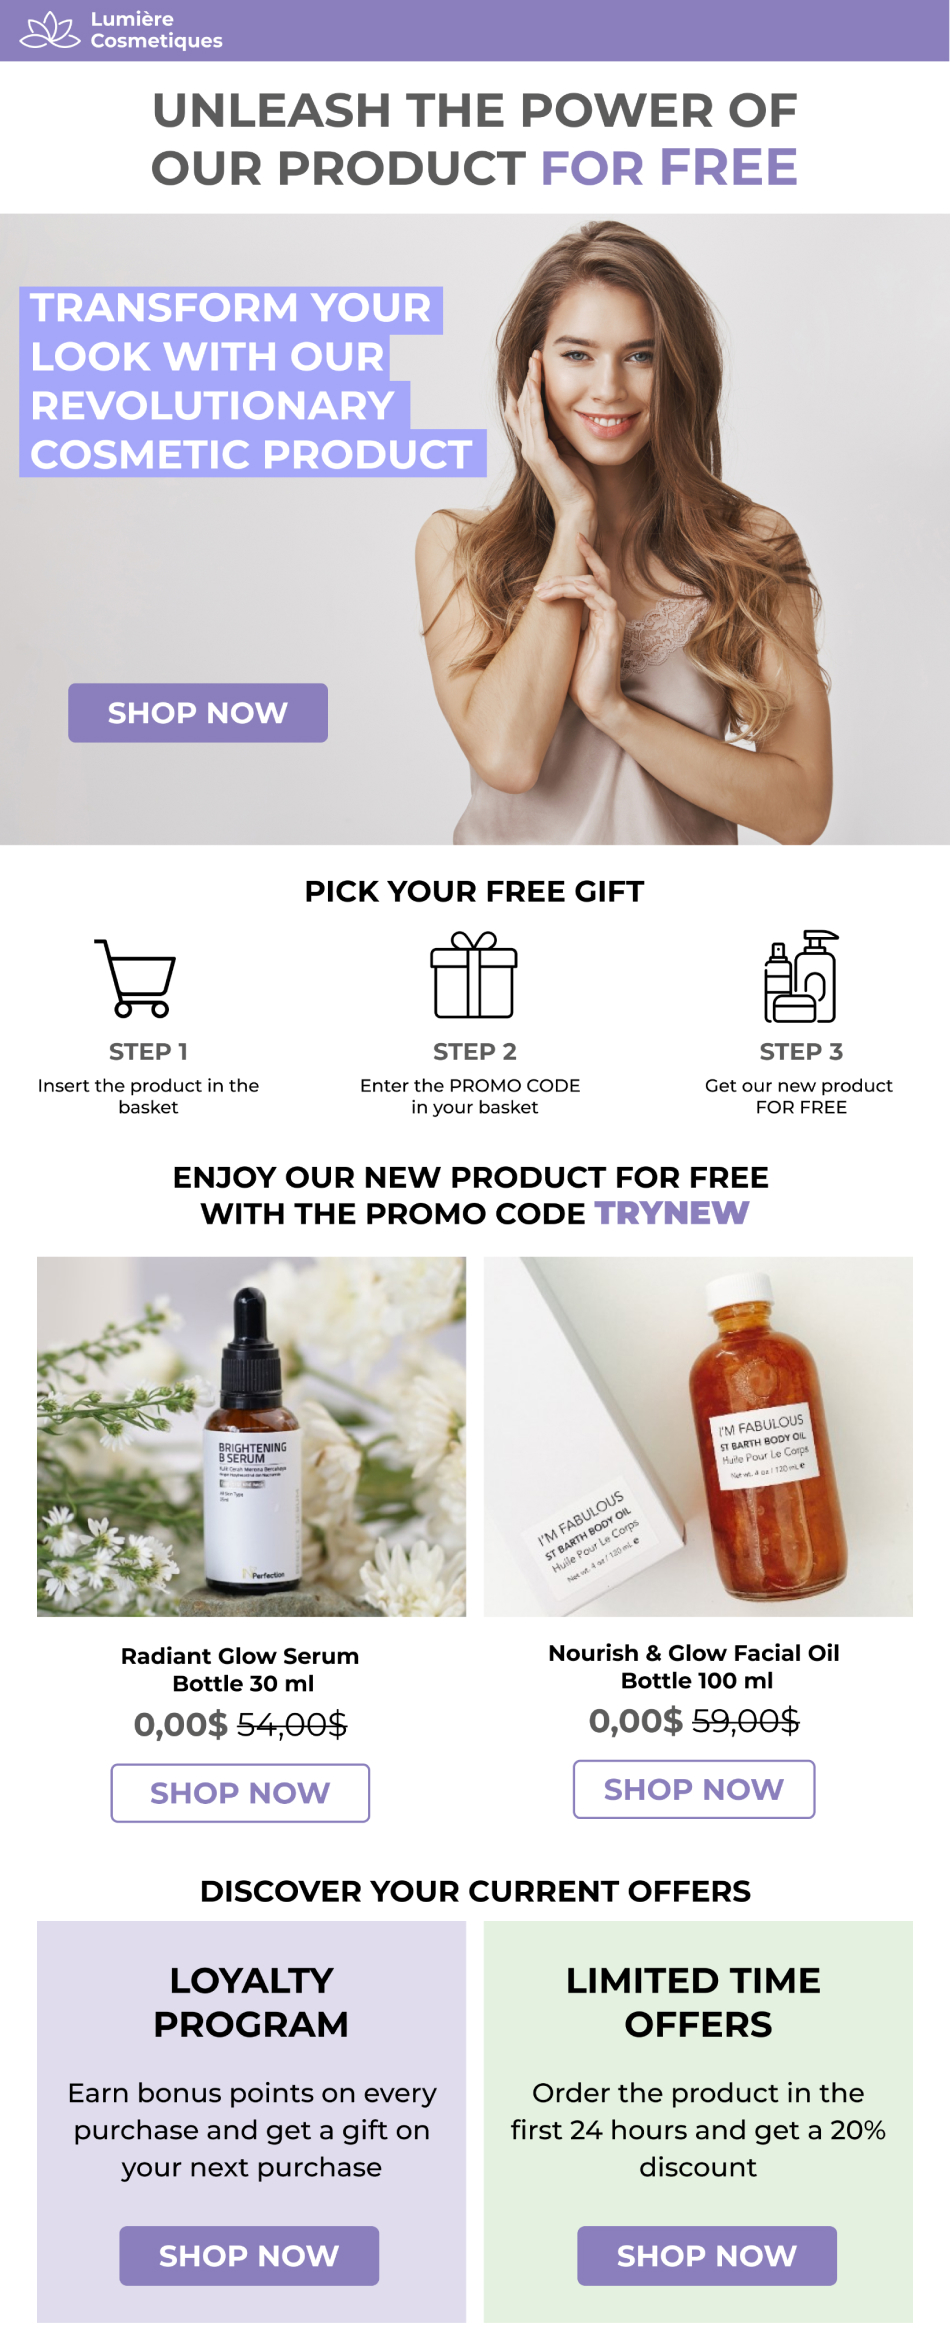 Lumière
Cosmetiques
UNLEASH THE POWER OF
OUR PRODUCT FOR FREE
TRANSFORM YOUR
LOOK WITH OUR
REVOLUTIONARY
COSMETIC PRODUCT
SHOP NOW
PICK YOUR FREE GIFT
STEP 1
Insert the product in the
basket
STEP 2
Enter the PROMO CODE
in your basket
STEP 3
Get our new product
FOR FREE
ENJOY OUR NEW PRODUCT FOR FREE
WITH THE PROMO CODE TRYNEW
BRIGHTENING
B SERUM
All Skin Type
Perfection
I'M FABULOUS
ST BARTH BODY OIL
Huile Pour Le Corps
Net wt. 4 oz / 120 mL e
I'M FABULOUS
ST BARTH BODY OIL
Huile Pour Le Corps
Net wt. 4 oz / 120 mL e
Radiant Glow Serum
Bottle 30 ml
0,00$ 54,00$
SHOP NOW
Nourish & Glow Facial Oil
Bottle 100 ml
0,00$ 59,00$
SHOP NOW
DISCOVER YOUR CURRENT OFFERS
LOYALTY
PROGRAM
Earn bonus points on every
purchase and get a gift on
your next purchase
SHOP NOW
LIMITED TIME
OFFERS
Order the product in the
first 24 hours and get a 20%
discount
SHOP NOW